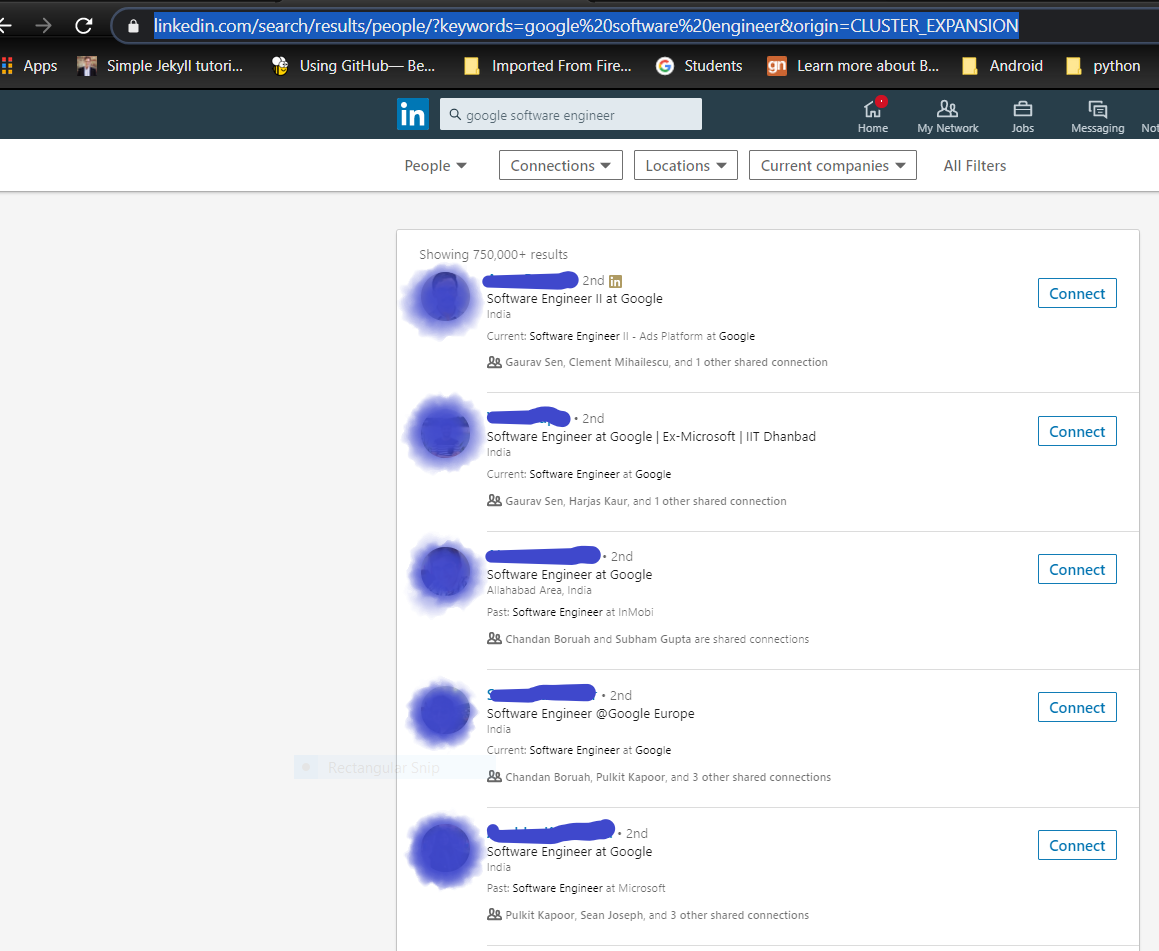 linkedin.com/search/results/people/?keywords=google%20software%20engineer&origin=CLUSTER_EXPANSION
Apps Simple Jekyll tutori... Using GitHub— Be... Imported From Fire... Students gn Learn more about B... Android python
in google software engineer Home My Network Jobs Messaging Not
People Connections Locations Current companies All Filters
Showing 750,000+ results
2nd in
Software Engineer II at Google
Connect
India
Current: Software Engineer II - Ads Platform at Google
Gaurav Sen, Clement Mihailescu, and 1 other shared connection
• 2nd
Software Engineer at Google | Ex-Microsoft | IIT Dhanbad
Connect
India
Current: Software Engineer at Google
Gaurav Sen, Harjas Kaur, and 1 other shared connection
• 2nd
Software Engineer at Google
Connect
Allahabad Area, India
Past: Software Engineer at InMobi
Chandan Boruah and Subham Gupta are shared connections
• 2nd
Software Engineer @Google Europe
Connect
India
Current: Software Engineer at Google
Rectangular Snip
Chandan Boruah, Pulkit Kapoor, and 3 other shared connections
• 2nd
Software Engineer at Google
Connect
India
Past: Software Engineer at Microsoft
Pulkit Kapoor, Sean Joseph, and 3 other shared connections